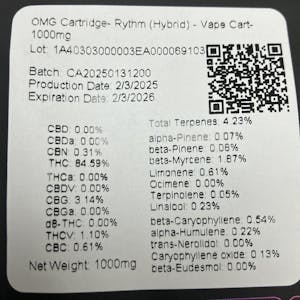 OMG Cartridge- Rythm (Hybrid) - Vape Cart-
1000mg
Lot: 1A40303000003EA000069103
Batch: CA20250131200
Production Date: 2/3/2025
Expiration Date: 2/3/2026
CBD: 0.00%
CBDa: 0.00%
CBN: 0.31%
THC: 84.59%
THCa: 0.00%
CBDV: 0.00%
CBG: 3.14%
CBGa: 0.00%
d8-THC: 0.00%
THCV: 1.10%
CBC: 0.61%
Net Weight: 1000mg
Total Terpenes: 4.23%
alpha-Pinene: 0.07%
beta-Pinene: 0.06%
beta-Myrcene: 1.87%
Limonene: 0.61%
Ocimene: 0.00%
Terpinolene: 0.05%
Linalool: 0.23%
beta-Caryophyllene: 0.54%
alpha-Humulene: 0.22%
trans-Nerolidol: 0.00%
Caryophyllene oxide: 0.13%
beta-Eudesmol: 0.00%